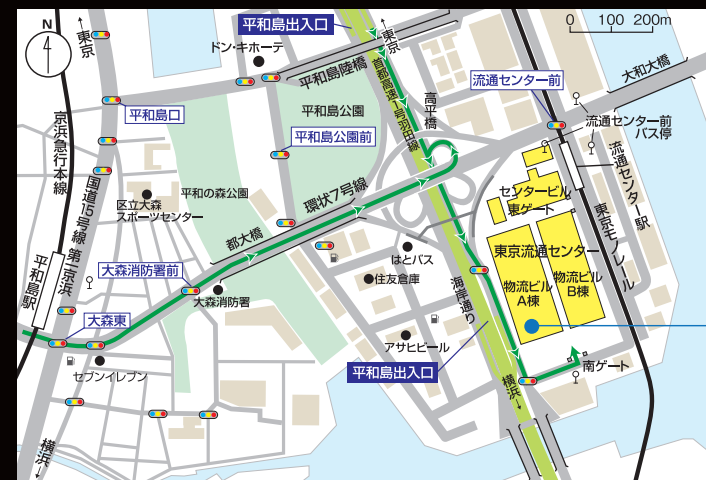 N
←東京
平和島出入口
←東京
0 100 200m
ドン・キホーテ
平和島陸橋
首都高速1号羽田線
流通センター前
大和大橋
平和島口
平和島公園
平和島公園前
高平橋
流通センター前
バス停
京浜急行本線
国道15号線 第一京浜
区立大森
スポーツセンター
平和の森公園
環状7号線
センタービル
東ゲート
流通センター駅
東京モノレール
都大橋
平和島駅
大森消防署前
大森消防署
はとバス
住友倉庫
海岸通り
東京流通センター
物流ビル
A棟
物流ビル
B棟
大森東
アサヒビール
セブンイレブン
平和島出入口
南ゲート
横浜→
横浜→